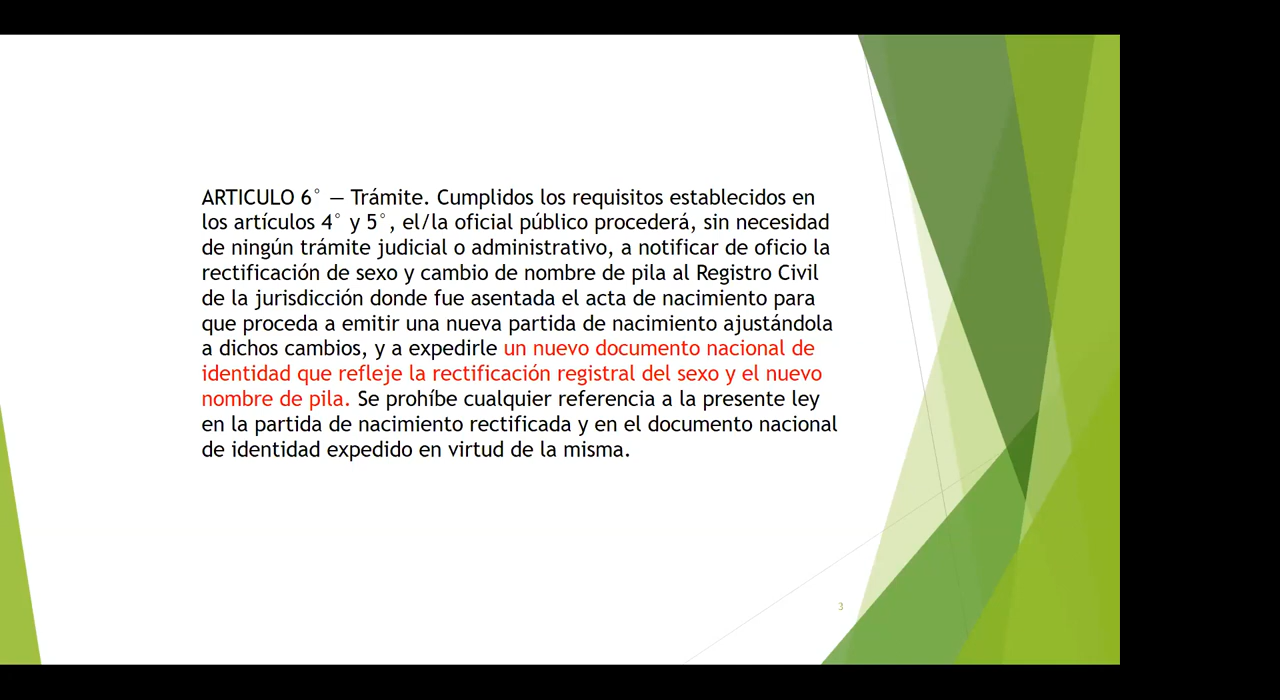 ARTICULO 6° — Trámite. Cumplidos los requisitos establecidos en
los artículos 4° y 5°, el/la oficial público procederá, sin necesidad
de ningún trámite judicial o administrativo, a notificar de oficio la
rectificación de sexo y cambio de nombre de pila al Registro Civil
de la jurisdicción donde fue asentada el acta de nacimiento para
que proceda a emitir una nueva partida de nacimiento ajustándola
a dichos cambios, y a expedirle un nuevo documento nacional de
identidad que refleje la rectificación registral del sexo y el nuevo
nombre de pila. Se prohíbe cualquier referencia a la presente ley
en la partida de nacimiento rectificada y en el documento nacional
de identidad expedido en virtud de la misma.
3